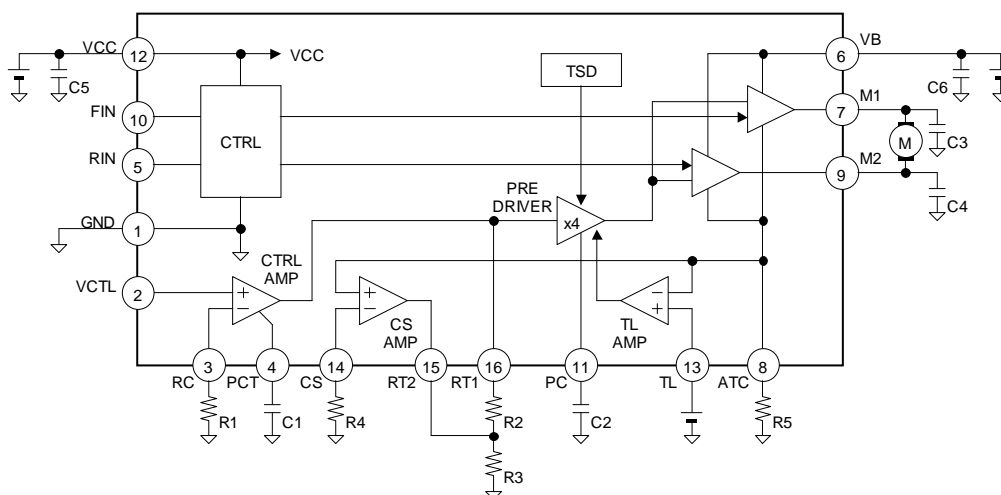 VCC
12
VCC
C5
FIN
10
CTRL
RIN
5
GND
1
VCTL
2
TSD
PRE
DRIVER
x4
CTRL
AMP
+
−
+
−
CS
AMP
−
+
TL
AMP
VB
6
C6
M1
7
C3
M
M2
9
C4
3
4
14
15
16
11
13
8
RC
PCT
CS
RT2
RT1
PC
TL
ATC
R1
C1
R4
R2
C2
R5
R3